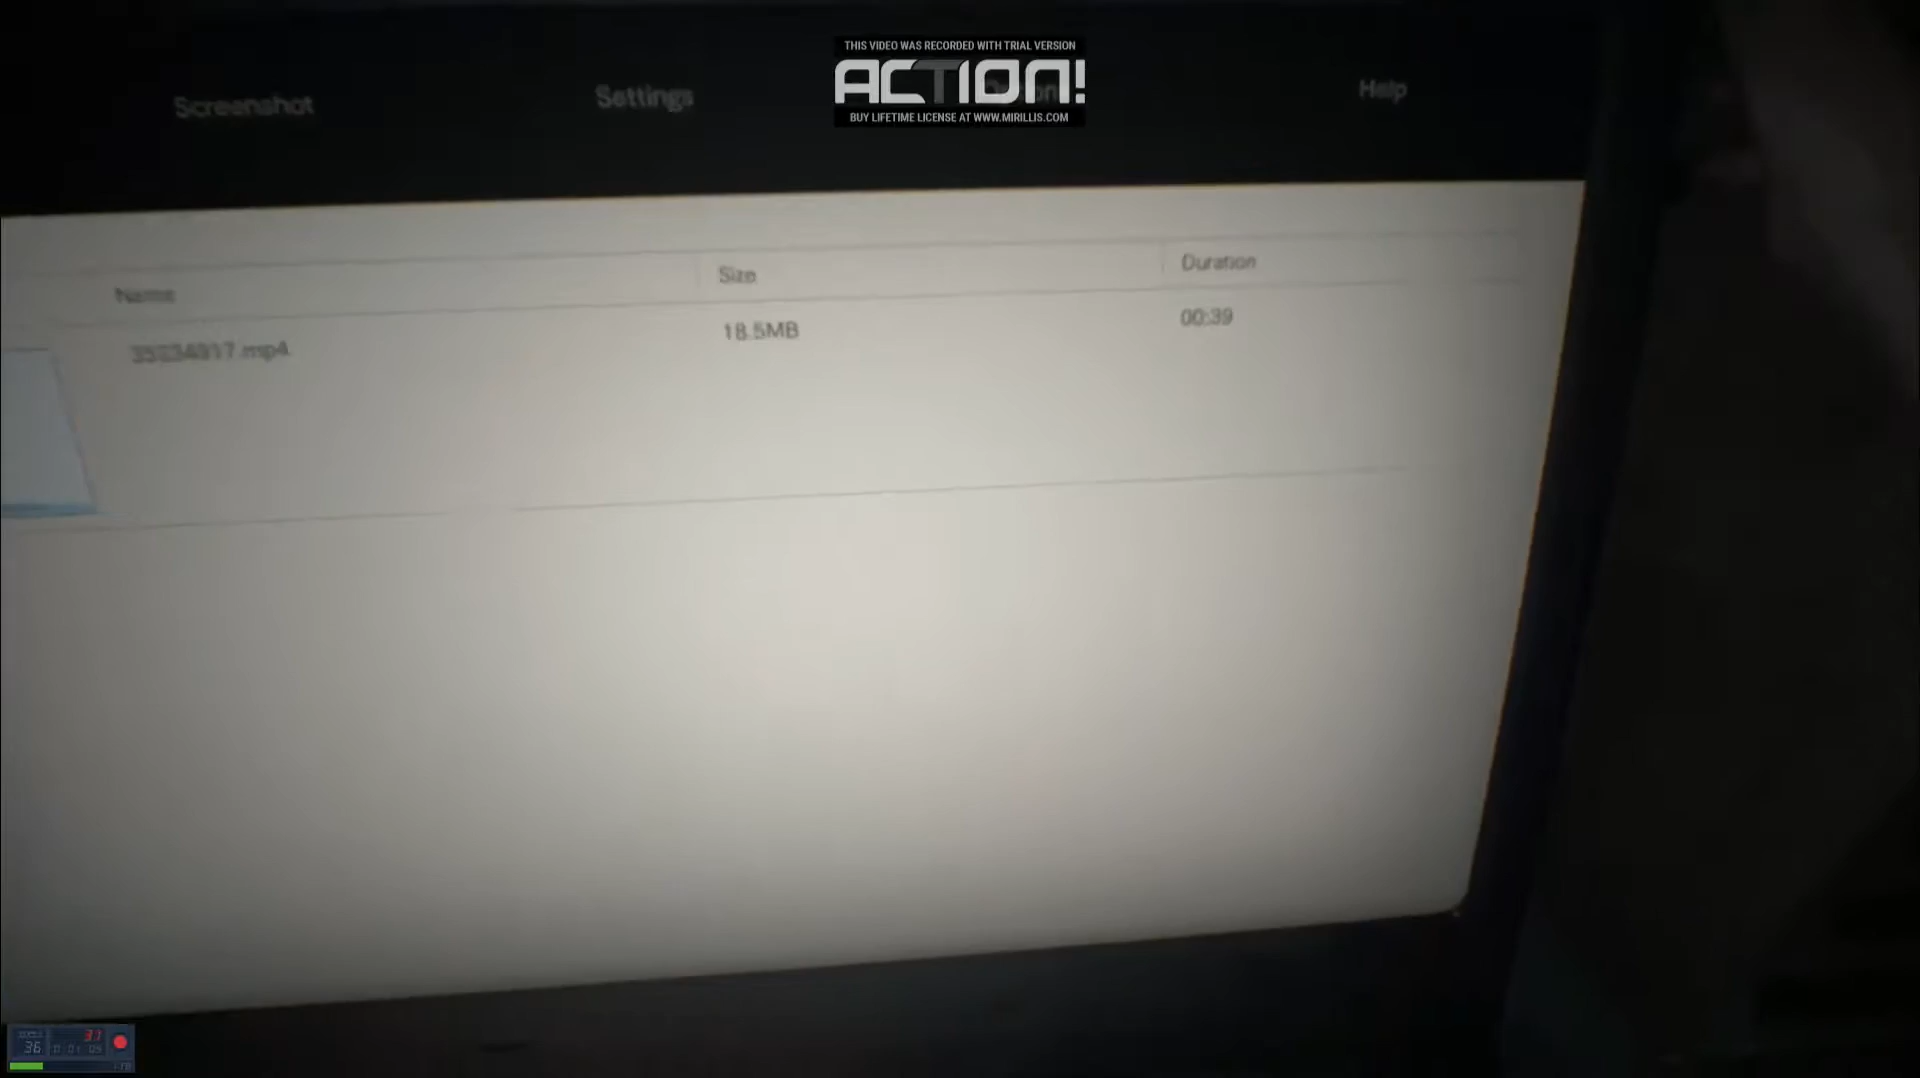 THIS VIDEO WAS RECORDED WITH TRIAL VERSION
ACTION!
BUY LIFETIME LICENSE AT WWW.MIRILLIS.COM
Screenshot Settings Help
Name Size Duration
.mp4 18.5MB 00:39
36